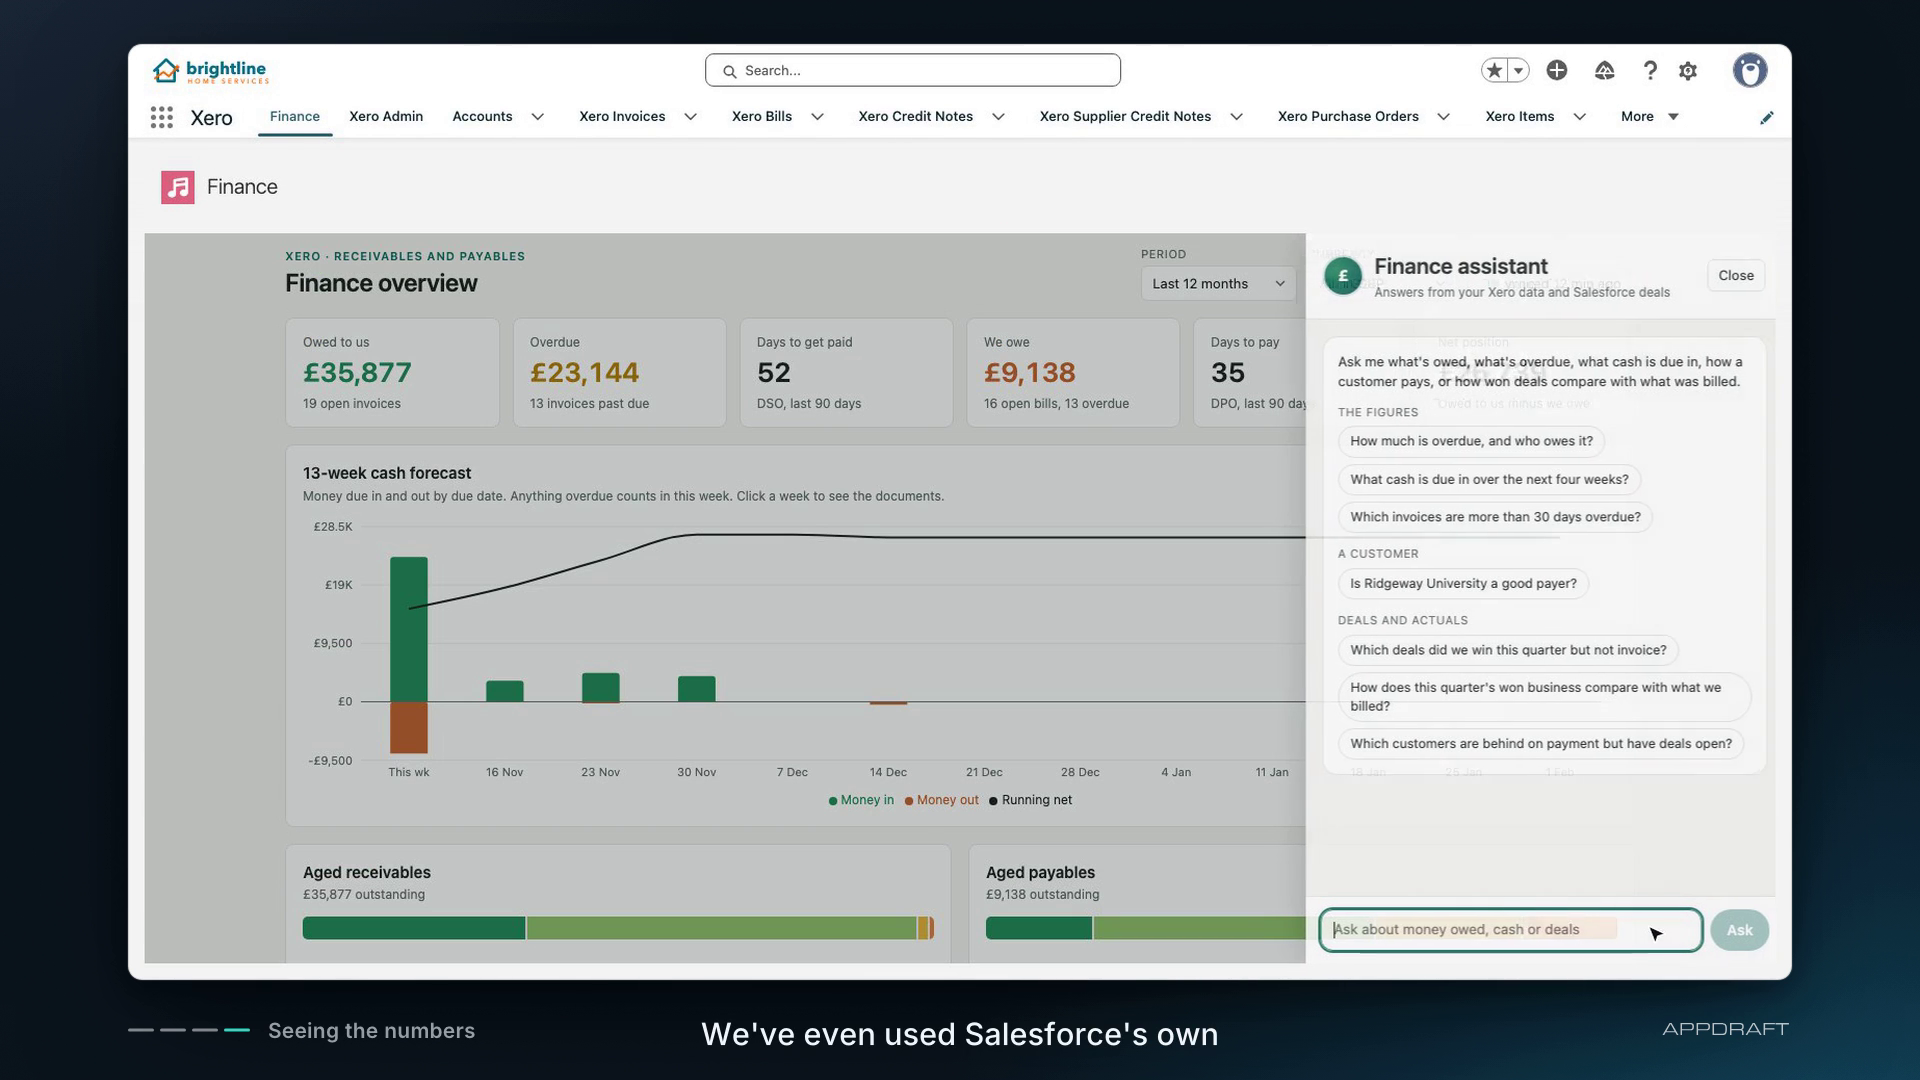 brightline
HOME SERVICES
Search...
Xero
Finance
Xero Admin
Accounts
Xero Invoices
Xero Bills
Xero Credit Notes
Xero Supplier Credit Notes
Xero Purchase Orders
Xero Items
More
Finance
XERO · RECEIVABLES AND PAYABLES
Finance overview
PERIOD
Last 12 months
Owed to us
£35,877
19 open invoices
Overdue
£23,144
13 invoices past due
Days to get paid
52
DSO, last 90 days
We owe
£9,138
16 open bills, 13 overdue
Days to pay
35
DPO, last 90 day
Net position
Owed to us minus we owe
13-week cash forecast
Money due in and out by due date. Anything overdue counts in this week. Click a week to see the documents.
£28.5K
£19K
£9,500
£0
-£9,500
This wk
16 Nov
23 Nov
30 Nov
7 Dec
14 Dec
21 Dec
28 Dec
4 Jan
11 Jan
18 Jan
25 Jan
1 Feb
Money in
Money out
Running net
Aged receivables
£35,877 outstanding
Aged payables
£9,138 outstanding
£
Finance assistant
Answers from your Xero data and Salesforce deals
Close
Ask me what's owed, what's overdue, what cash is due in, how a
customer pays, or how won deals compare with what was billed.
THE FIGURES
How much is overdue, and who owes it?
What cash is due in over the next four weeks?
Which invoices are more than 30 days overdue?
A CUSTOMER
Is Ridgeway University a good payer?
DEALS AND ACTUALS
Which deals did we win this quarter but not invoice?
How does this quarter's won business compare with what we
billed?
Which customers are behind on payment but have deals open?
Ask about money owed, cash or deals
Ask
Seeing the numbers
We've even used Salesforce's own
APPDRAFT